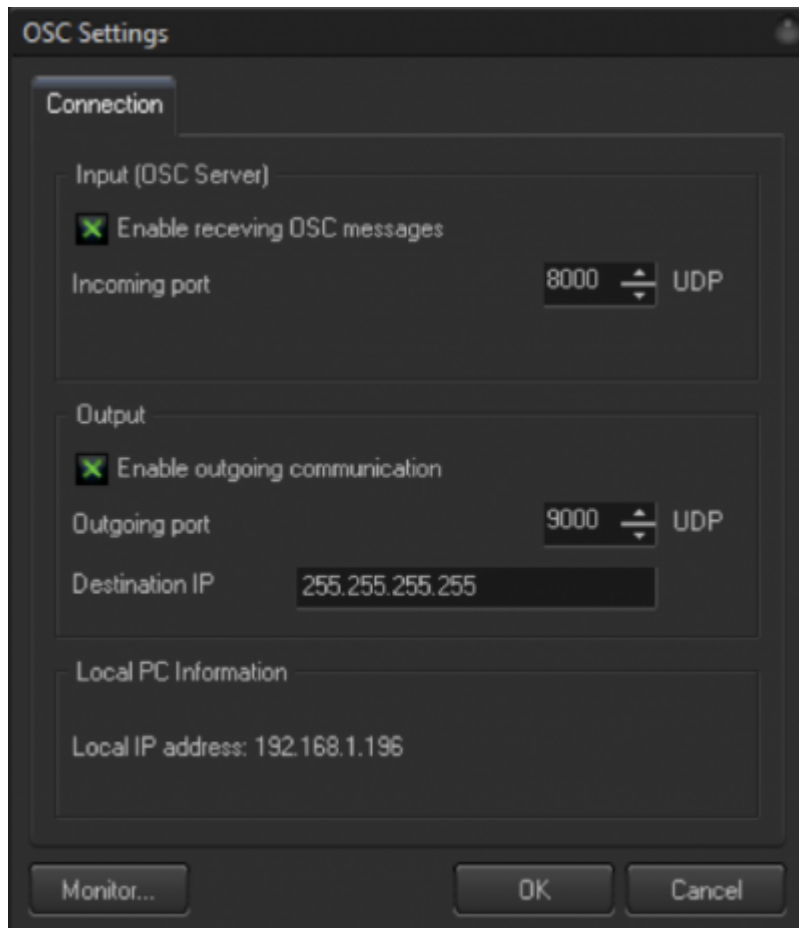 OSC Settings
Connection
Input (OSC Server)
Enable receving OSC messages
Incoming port 8000 UDP
Output
Enable outgoing communication
Outgoing port 9000 UDP
Destination IP 255.255.255.255
Local PC Information
Local IP address: 192.168.1.196
Monitor... OK Cancel